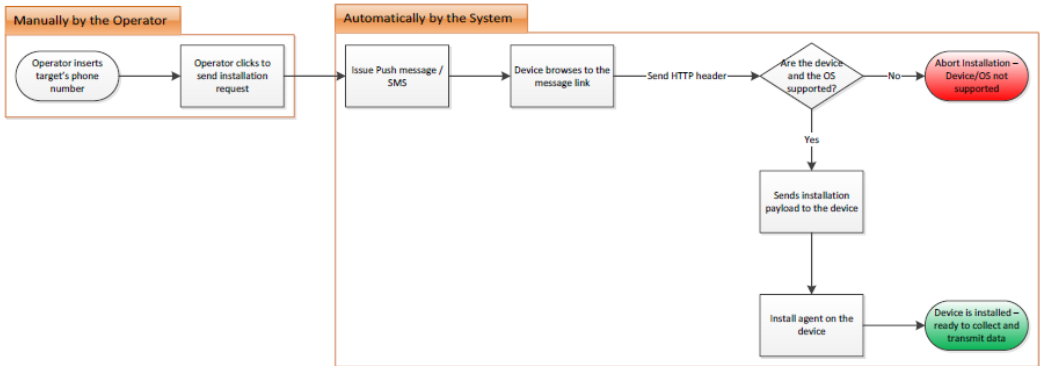 Manually by the Operator
Automatically by the System
Operator inserts
target's phone
number
Operator clicks to
send installation
request
Issue Push message /
SMS
Device browses to the
message link
Send HTTP header
Are the device
and the OS
supported?
No
Abort Installation –
Device/OS not
supported
Yes
Sends installation
payload to the device
Install agent on the
device
Device is installed –
ready to collect and
transmit data